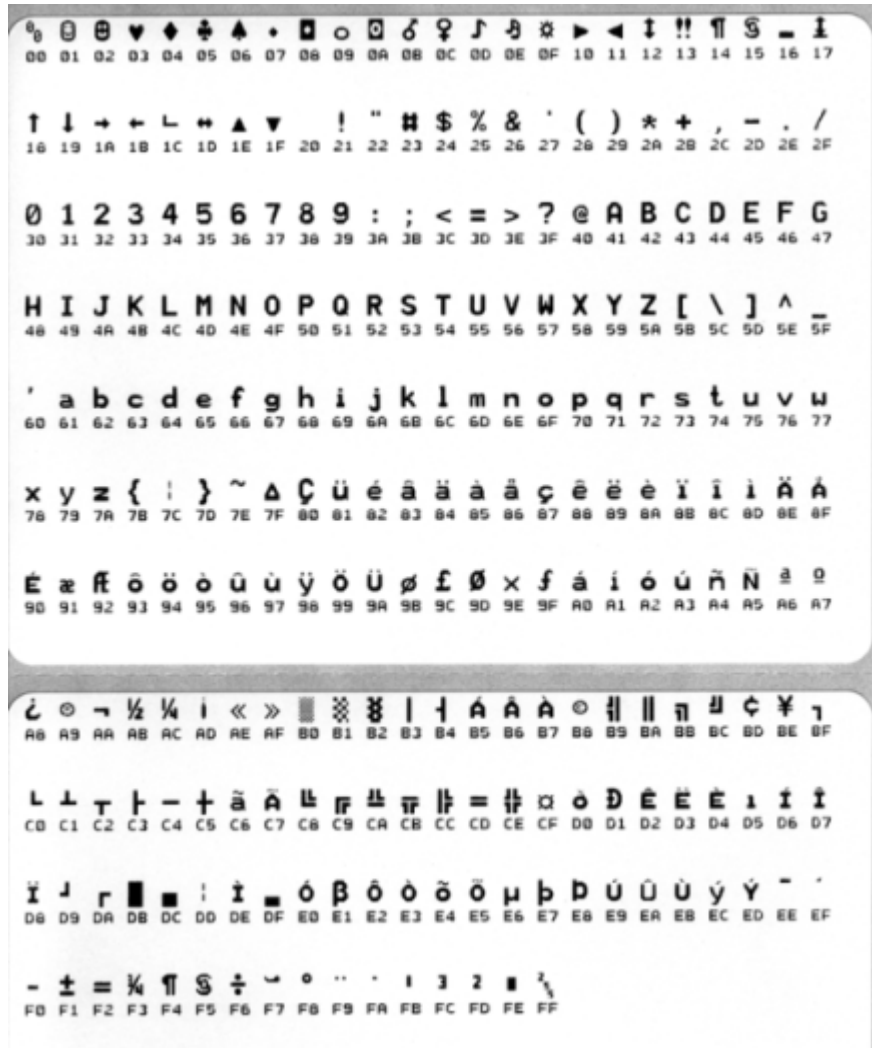 ☺ ☻ ♥ ♦ ♣ ♠ • ◘ ○ ◙ ♂ ♀ ♪ ♫ ☼ ► ◄ ↕ ‼ ¶ § ▬ ↨
00 01 02 03 04 05 06 07 08 09 0A 0B 0C 0D 0E 0F 10 11 12 13 14 15 16 17
↑ ↓ → ← ∟ ↔ ▲ ▼ ! " # $ % & ' ( ) * + , - . /
18 19 1A 1B 1C 1D 1E 1F 20 21 22 23 24 25 26 27 28 29 2A 2B 2C 2D 2E 2F
0 1 2 3 4 5 6 7 8 9 : ; < = > ? @ A B C D E F G
30 31 32 33 34 35 36 37 38 39 3A 3B 3C 3D 3E 3F 40 41 42 43 44 45 46 47
H I J K L M N O P Q R S T U V W X Y Z [ \ ] ^ _
48 49 4A 4B 4C 4D 4E 4F 50 51 52 53 54 55 56 57 58 59 5A 5B 5C 5D 5E 5F
' a b c d e f g h i j k l m n o p q r s t u v w
60 61 62 63 64 65 66 67 68 69 6A 6B 6C 6D 6E 6F 70 71 72 73 74 75 76 77
x y z { ¦ } ~ ∆ Ç ü é â ä à å ç ê ë è ï î ì Ä Å
78 79 7A 7B 7C 7D 7E 7F 80 81 82 83 84 85 86 87 88 89 8A 8B 8C 8D 8E 8F
É æ Æ ô ö ò û ù ÿ Ö Ü ø £ Ø × ƒ á í ó ú ñ Ñ ª º
90 91 92 93 94 95 96 97 98 99 9A 9B 9C 9D 9E 9F A0 A1 A2 A3 A4 A5 A6 A7
¿ ® ¬ ½ ¼ ¡ « » ░ ▒ ▓ │ ┤ Á Â À © ╣ ║ ╗ ╝ ¢ ¥ ┐
A8 A9 AA AB AC AD AE AF B0 B1 B2 B3 B4 B5 B6 B7 B8 B9 BA BB BC BD BE BF
└ ┴ ┬ ├ ─ ┼ ã Ã ╚ ╔ ╩ ╦ ╠ ═ ╬ ¤ ò Ð Ê Ë È ı Í Î
C0 C1 C2 C3 C4 C5 C6 C7 C8 C9 CA CB CC CD CE CF D0 D1 D2 D3 D4 D5 D6 D7
Ï ┘ ┌ █ ▄ ¦ Ì ▄ Ó β Ô Ò õ Õ µ þ Þ Ú Û Ù ý Ý ¯ ´
D8 D9 DA DB DC DD DE DF E0 E1 E2 E3 E4 E5 E6 E7 E8 E9 EA EB EC ED EE EF
- ± = ¾ ¶ § ÷ ¸ ° ¨ · ¹ ³ ² ■
F0 F1 F2 F3 F4 F5 F6 F7 F8 F9 FA FB FC FD FE FF